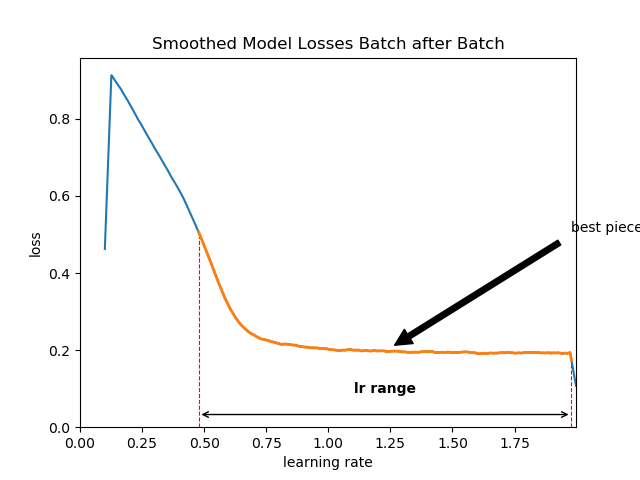 Smoothed Model Losses Batch after Batch
0.8
0.6
0.4
0.2
0.0
loss
best piece
lr range
0.00 0.25 0.50 0.75 1.00 1.25 1.50 1.75
learning rate